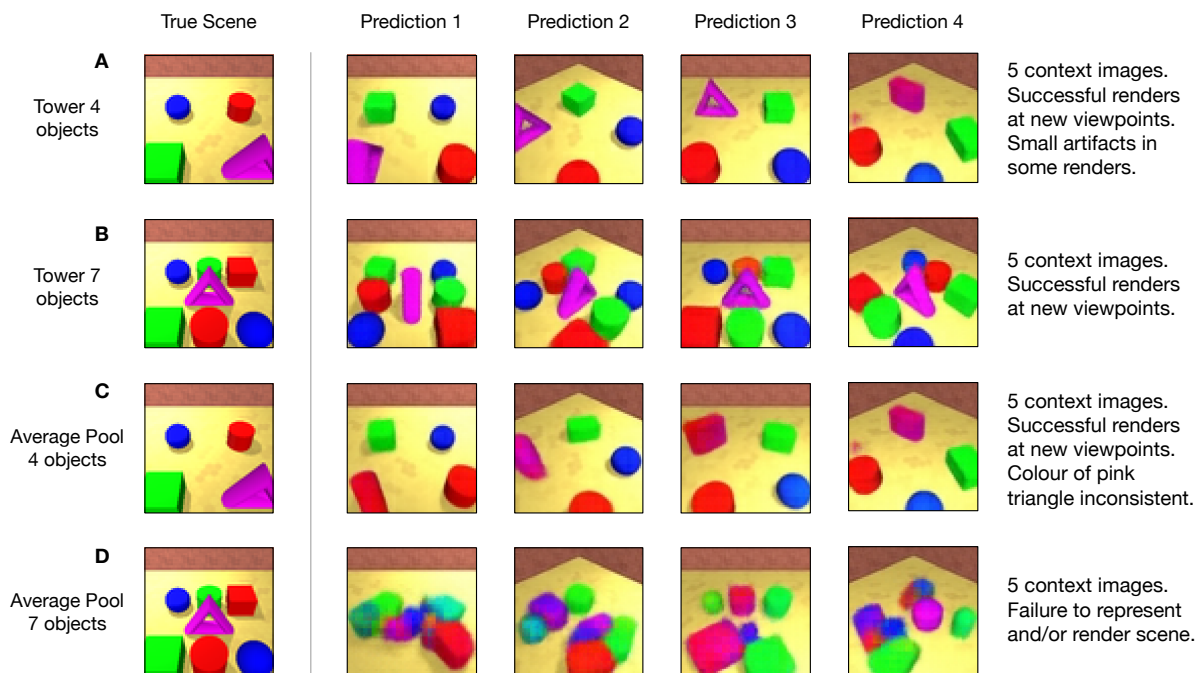 True Scene
Prediction 1
Prediction 2
Prediction 3
Prediction 4
A
Tower 4
objects
5 context images.
Successful renders
at new viewpoints.
Small artifacts in
some renders.
B
Tower 7
objects
5 context images.
Successful renders
at new viewpoints.
C
Average Pool
4 objects
5 context images.
Successful renders
at new viewpoints.
Colour of pink
triangle inconsistent.
D
Average Pool
7 objects
5 context images.
Failure to represent
and/or render scene.